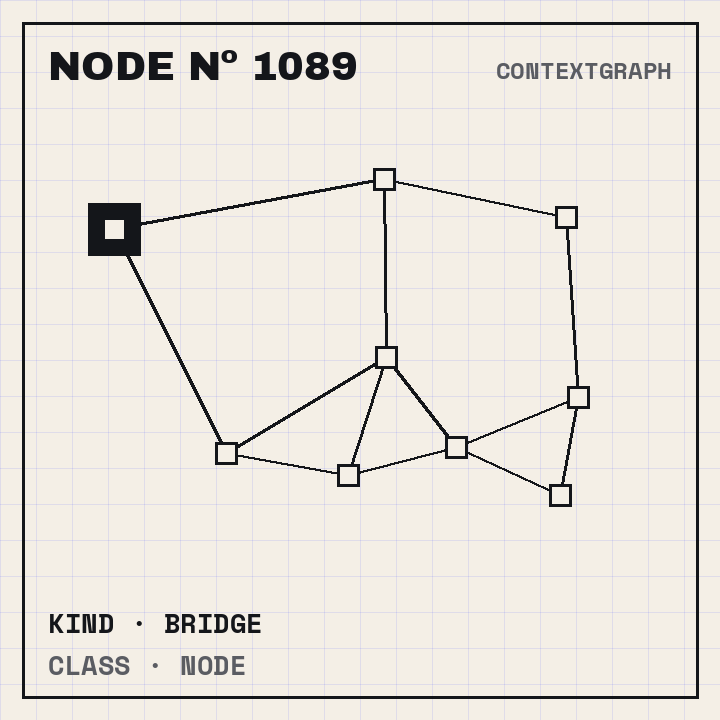 NODE Nº 1089
CONTEXTGRAPH
KIND · BRIDGE
CLASS · NODE